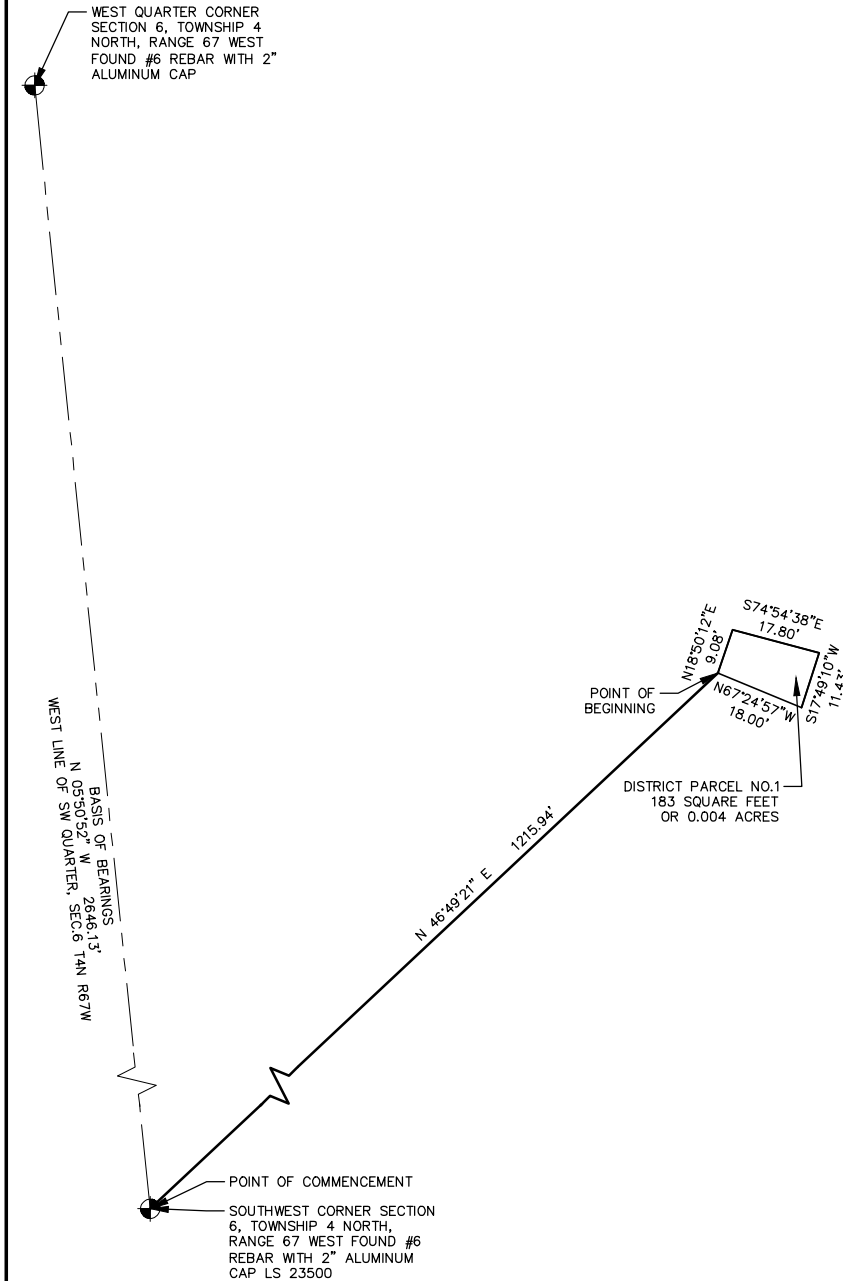 WEST QUARTER CORNER
SECTION 6, TOWNSHIP 4
NORTH, RANGE 67 WEST
FOUND #6 REBAR WITH 2"
ALUMINUM CAP
S74°54'38"E
17.80'
N18°50'12"E
9.08'
S17°49'10"W
11.43'
N67°24'57"W
18.00'
POINT OF
BEGINNING
DISTRICT PARCEL NO.1
183 SQUARE FEET
OR 0.004 ACRES
N 46°49'21" E 1215.94'
BASIS OF BEARINGS
N 05°50'52" W 2646.13'
WEST LINE OF SW QUARTER, SEC.6 T4N R67W
POINT OF COMMENCEMENT
SOUTHWEST CORNER SECTION
6, TOWNSHIP 4 NORTH,
RANGE 67 WEST FOUND #6
REBAR WITH 2" ALUMINUM
CAP LS 23500